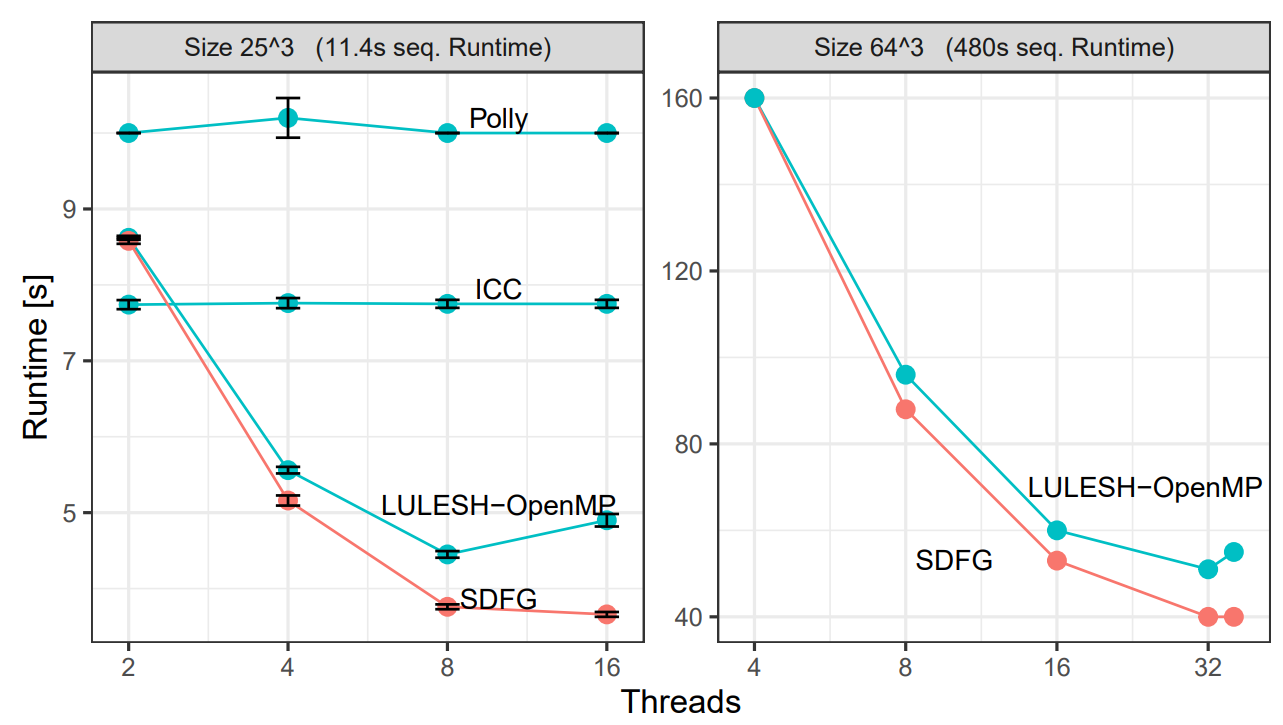 Size 25^3 (11.4s seq. Runtime)
Size 64^3 (480s seq. Runtime)
Runtime [s]
9
7
5
Polly
ICC
LULESH−OpenMP
SDFG
2
4
8
16
160
120
80
40
LULESH−OpenMP
SDFG
4
8
16
32
Threads